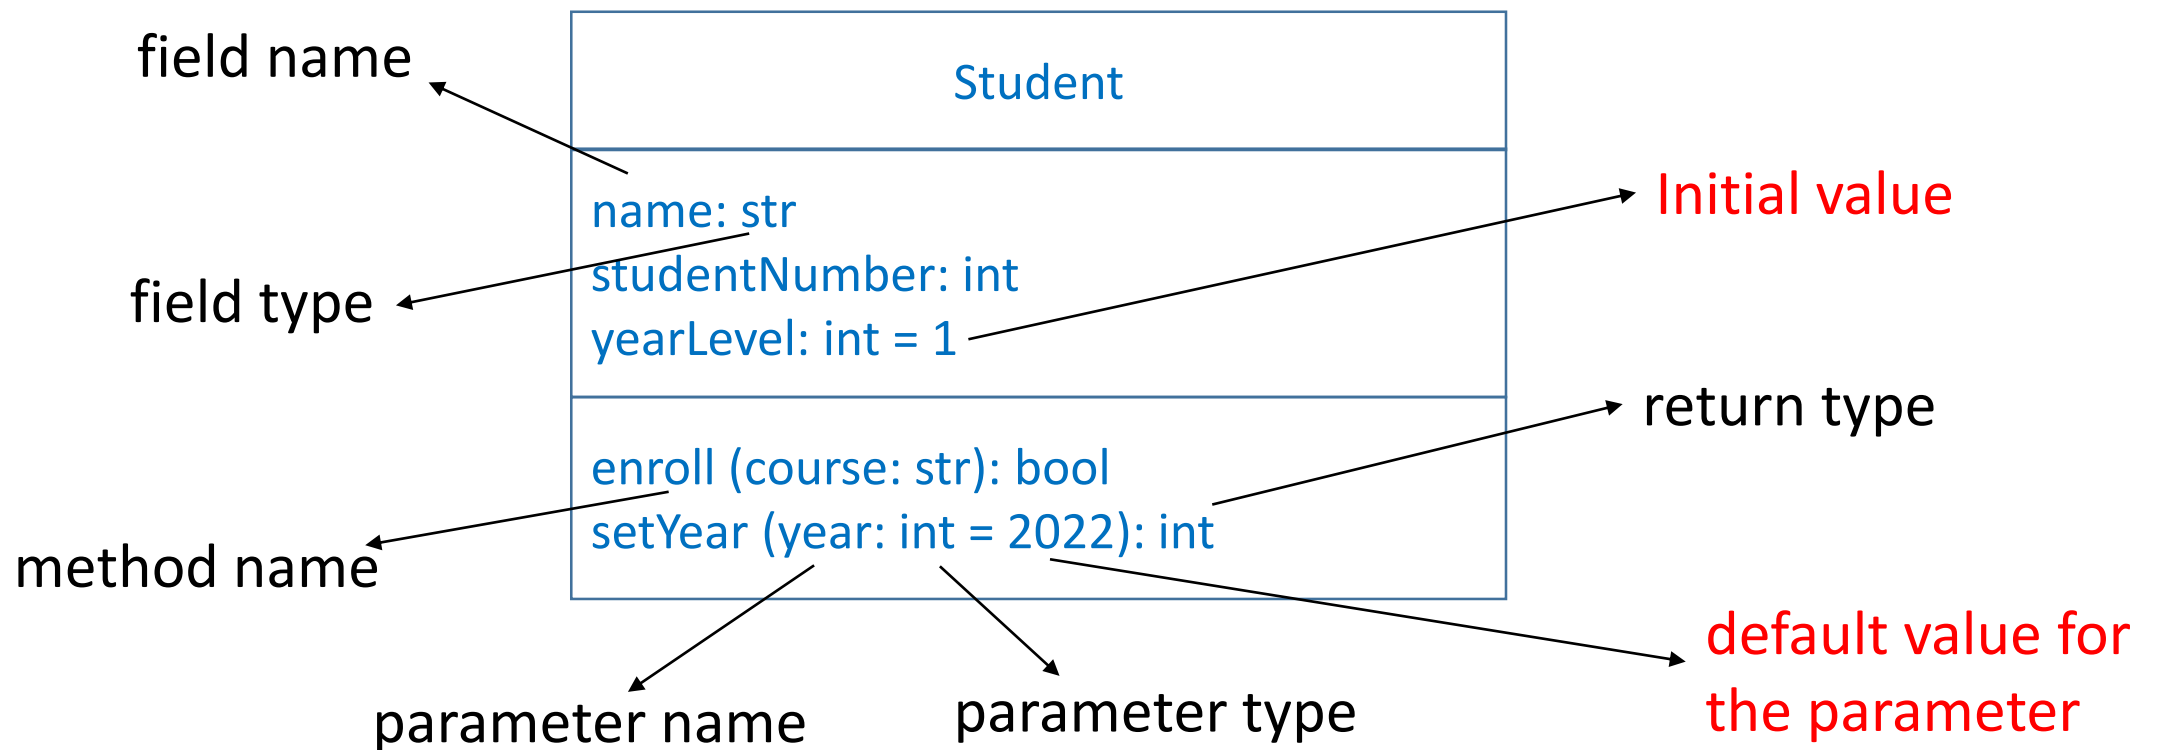 field name
Student
name: str
Initial value
studentNumber: int
field type
yearLevel: int = 1
return type
enroll (course: str): bool
setYear (year: int = 2022): int
method name
parameter name
parameter type
default value for
the parameter